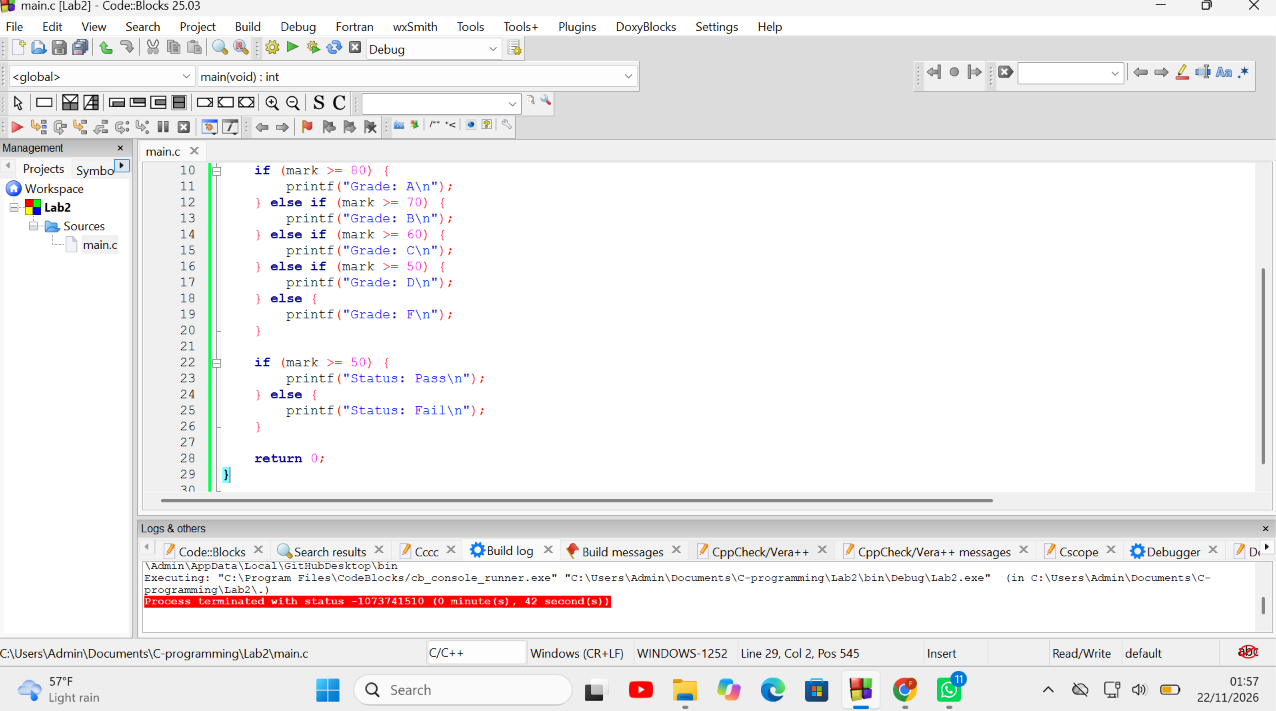 main.c [Lab2] - Code::Blocks 25.03
File Edit View Search Project Build Debug Fortran wxSmith Tools Tools+ Plugins DoxyBlocks Settings Help
Debug
<global> main(void) : int
Aa .*
S C
/** *<
Management
main.c
Projects Symbo
Workspace
Lab2
Sources
main.c
10 if (mark >= 80) {
11 printf("Grade: A\n");
12 } else if (mark >= 70) {
13 printf("Grade: B\n");
14 } else if (mark >= 60) {
15 printf("Grade: C\n");
16 } else if (mark >= 50) {
17 printf("Grade: D\n");
18 } else {
19 printf("Grade: F\n");
20 }
21
22 if (mark >= 50) {
23 printf("Status: Pass\n");
24 } else {
25 printf("Status: Fail\n");
26 }
27
28 return 0;
29 }
30
Logs & others
Code::Blocks Search results Cccc Build log Build messages CppCheck/Vera++ CppCheck/Vera++ messages Cscope Debugger
\Admin\AppData\Local\GitHubDesktop\bin
Executing: "C:\Program Files\CodeBlocks/cb_console_runner.exe" "C:\Users\Admin\Documents\C-programming\Lab2\bin\Debug\Lab2.exe" (in C:\Users\Admin\Documents\C-
programming\Lab2\.)
Process terminated with status -1073741510 (0 minute(s), 42 second(s))
C:\Users\Admin\Documents\C-programming\Lab2\main.c C/C++ Windows (CR+LF) WINDOWS-1252 Line 29, Col 2, Pos 545 Insert Read/Write default abc
57°F
Light rain
Search
11
01:57
22/11/2026